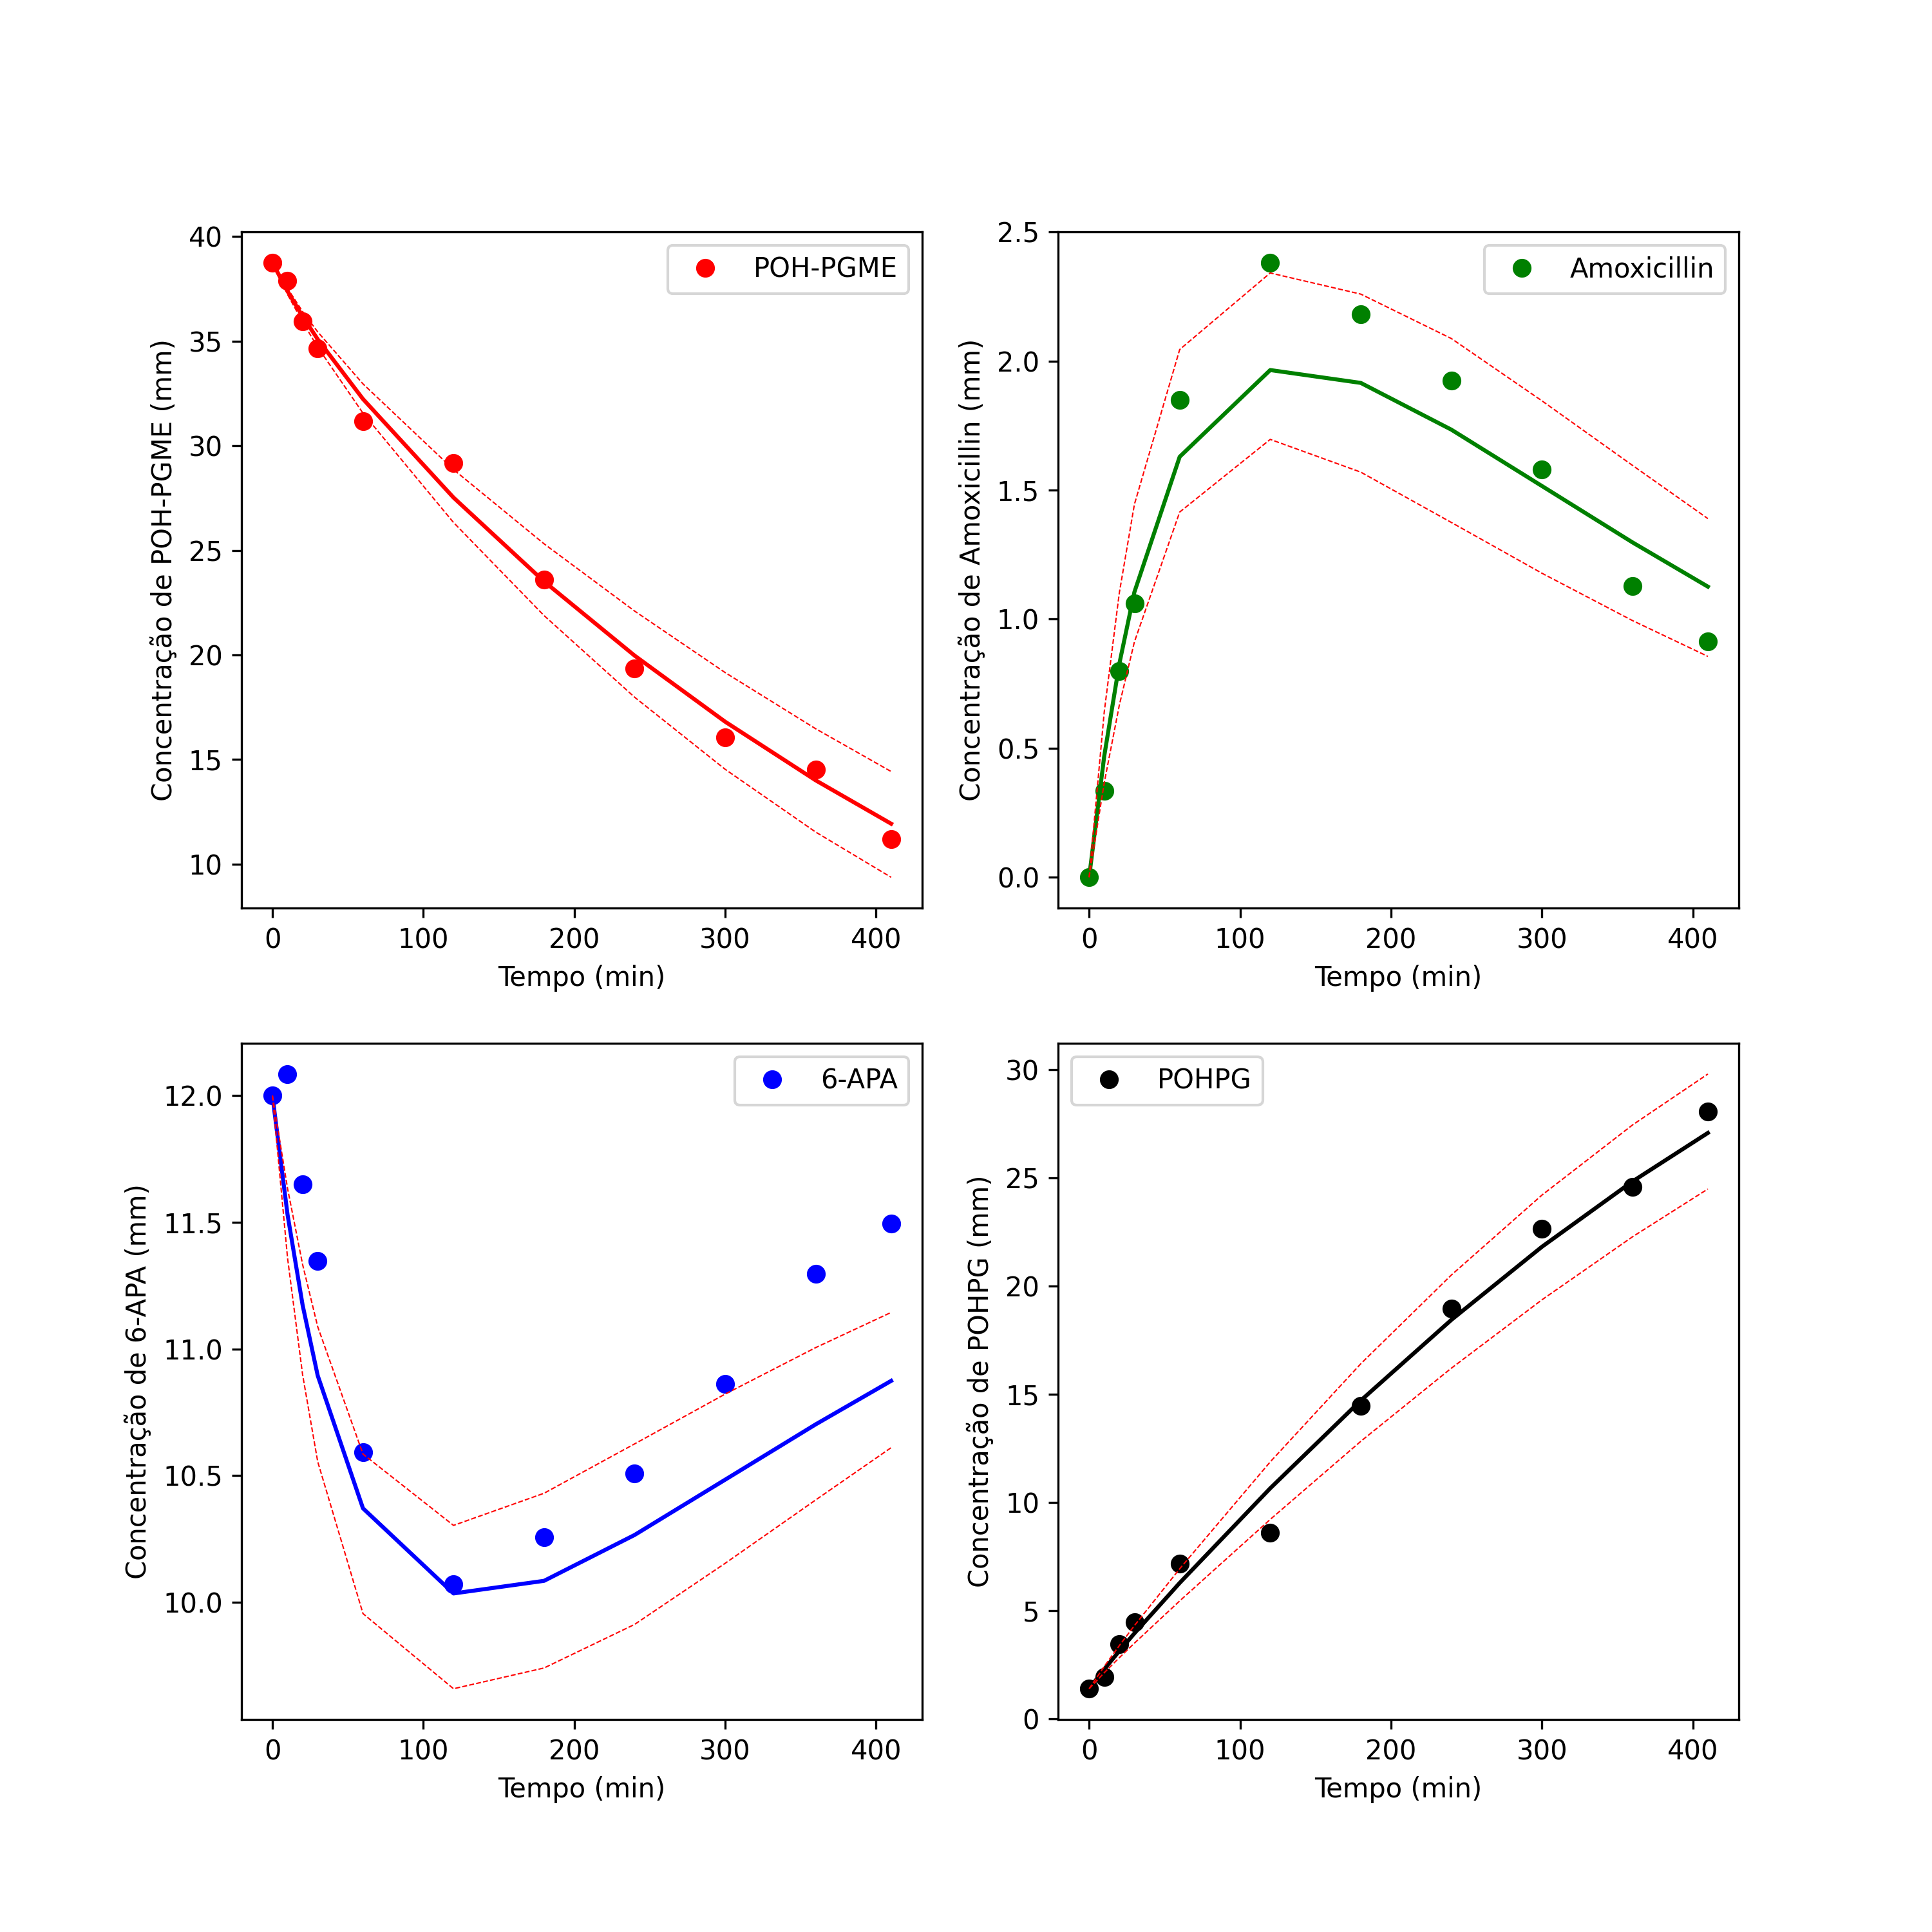 POH-PGME
Concentração de POH-PGME (mm)
40
35
30
25
20
15
10
0 100 200 300 400
Tempo (min)
Amoxicillin
Concentração de Amoxicillin (mm)
2.5
2.0
1.5
1.0
0.5
0.0
0 100 200 300 400
Tempo (min)
6-APA
Concentração de 6-APA (mm)
12.0
11.5
11.0
10.5
10.0
0 100 200 300 400
Tempo (min)
POHPG
Concentração de POHPG (mm)
30
25
20
15
10
5
0
0 100 200 300 400
Tempo (min)